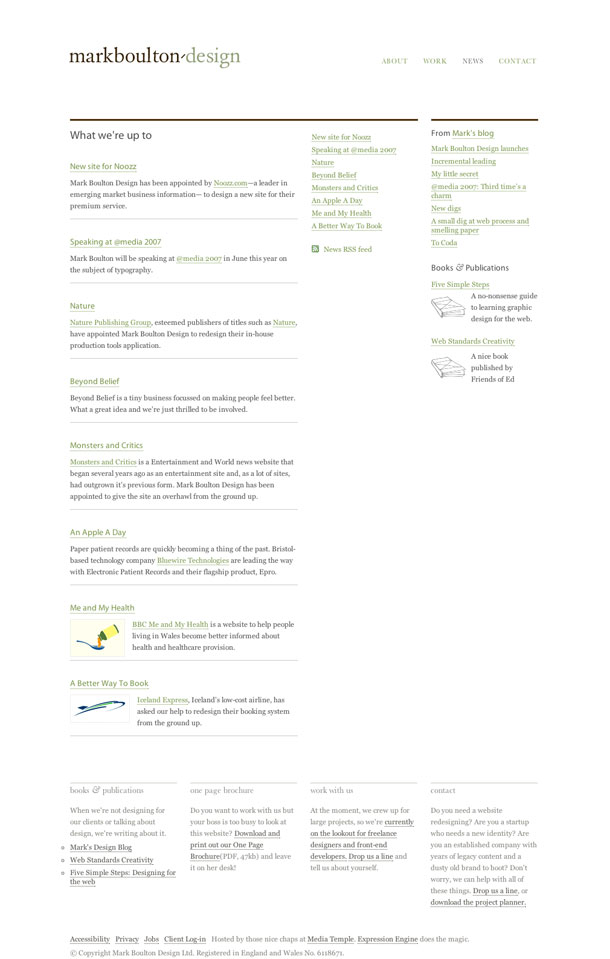 markboulton design
ABOUT WORK NEWS CONTACT
What we're up to
New site for Noozz
Mark Boulton Design has been appointed by Noozz.com—a leader in
emerging market business information— to design a new site for their
premium service.
Speaking at @media 2007
Mark Boulton will be speaking at @media 2007 in June this year on
the subject of typography.
Nature
Nature Publishing Group, esteemed publishers of titles such as Nature,
have appointed Mark Boulton Design to redesign their in-house
production tools application.
Beyond Belief
Beyond Belief is a tiny business focussed on making people feel better.
What a great idea and we're just thrilled to be involved.
Monsters and Critics
Monsters and Critics is a Entertainment and World news website that
began several years ago as an entertainment site and, as a lot of sites,
had outgrown it's previous form. Mark Boulton Design has been
appointed to give the site an overhawl from the ground up.
An Apple A Day
Paper patient records are quickly becoming a thing of the past. Bristol-
based technology company Bluewire Technologies are leading the way
with Electronic Patient Records and their flagship product, Epro.
Me and My Health
BBC Me and My Health is a website to help people
living in Wales become better informed about
health and healthcare provision.
A Better Way To Book
Iceland Express, Iceland's low-cost airline, has
asked our help to redesign their booking system
from the ground up.
New site for Noozz
Speaking at @media 2007
Nature
Beyond Belief
Monsters and Critics
An Apple A Day
Me and My Health
A Better Way To Book
News RSS feed
From Mark's blog
Mark Boulton Design launches
Incremental leading
My little secret
@media 2007: Third time's a
charm
New digs
A small dig at web process and
smelling paper
To Coda
Books & Publications
Five Simple Steps
A no-nonsense guide
to learning graphic
design for the web.
Web Standards Creativity
A nice book
published by
Friends of Ed
books & publications
When we're not designing for
our clients or talking about
design, we're writing about it.
Mark's Design Blog
Web Standards Creativity
Five Simple Steps: Designing for
the web
one page brochure
Do you want to work with us but
your boss is too busy to look at
this website? Download and
print out our One Page
Brochure(PDF, 47kb) and leave
it on her desk!
work with us
At the moment, we crew up for
large projects, so we're currently
on the lookout for freelance
designers and front-end
developers. Drop us a line and
tell us about yourself.
contact
Do you need a website
redesigning? Are you a startup
who needs a new identity? Are
you an established company with
years of legacy content and a
dusty old brand to boot? Don't
worry, we can help with all of
these things. Drop us a line, or
download the project planner.
Accessibility Privacy Jobs Client Log-in Hosted by those nice chaps at Media Temple. Expression Engine does the magic.
© Copyright Mark Boulton Design Ltd. Registered in England and Wales No. 6118671.